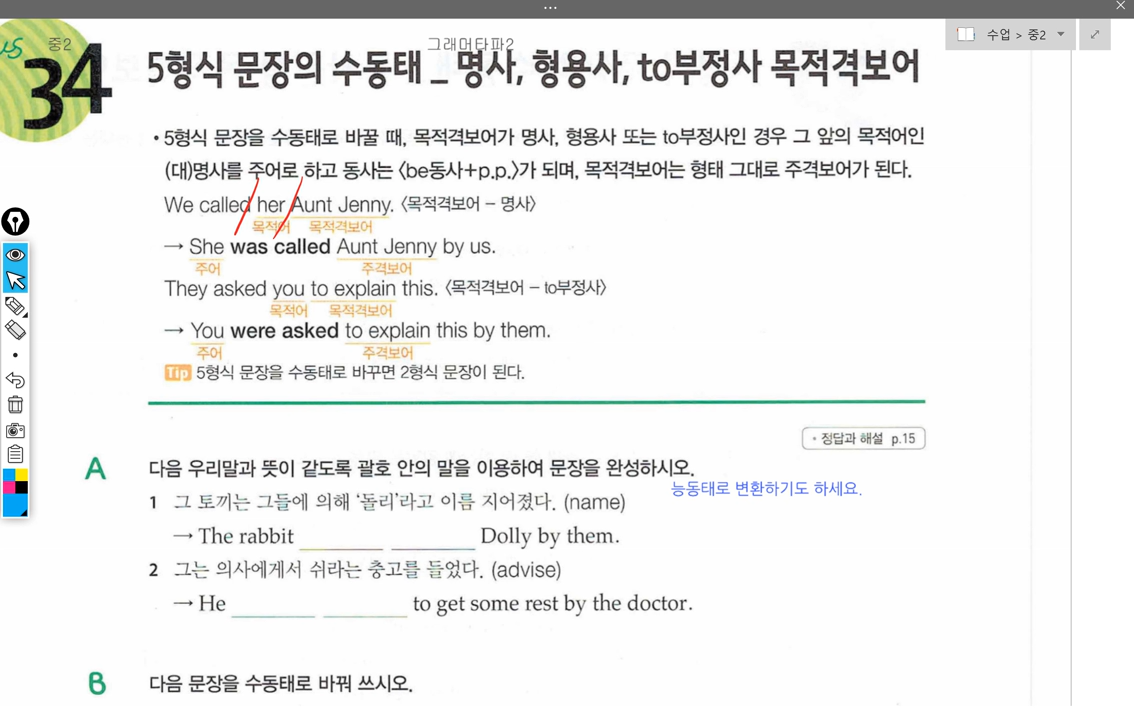 수업 > 중2
중2
그래머타파2
34
5형식 문장의 수동태 _ 명사, 형용사, to부정사 목적격보어
• 5형식 문장을 수동태로 바꿀 때, 목적격보어가 명사, 형용사 또는 to부정사인 경우 그 앞의 목적어인
(대)명사를 주어로 하고 동사는 〈be동사+p.p.〉가 되며, 목적격보어는 형태 그대로 주격보어가 된다.
We called her Aunt Jenny. 〈목적격보어 – 명사〉
목적어 목적격보어
→ She was called Aunt Jenny by us.
주어 주격보어
They asked you to explain this. 〈목적격보어 – to부정사〉
목적어 목적격보어
→ You were asked to explain this by them.
주어 주격보어
Tip 5형식 문장을 수동태로 바꾸면 2형식 문장이 된다.
• 정답과 해설 p.15
A 다음 우리말과 뜻이 같도록 괄호 안의 말을 이용하여 문장을 완성하시오.
능동태로 변환하기도 하세요.
1 그 토끼는 그들에 의해 ‘돌리’라고 이름 지어졌다. (name)
→ The rabbit ________ ________ Dolly by them.
2 그는 의사에게서 쉬라는 충고를 들었다. (advise)
→ He ________ ________ to get some rest by the doctor.
B 다음 문장을 수동태로 바꿔 쓰시오.